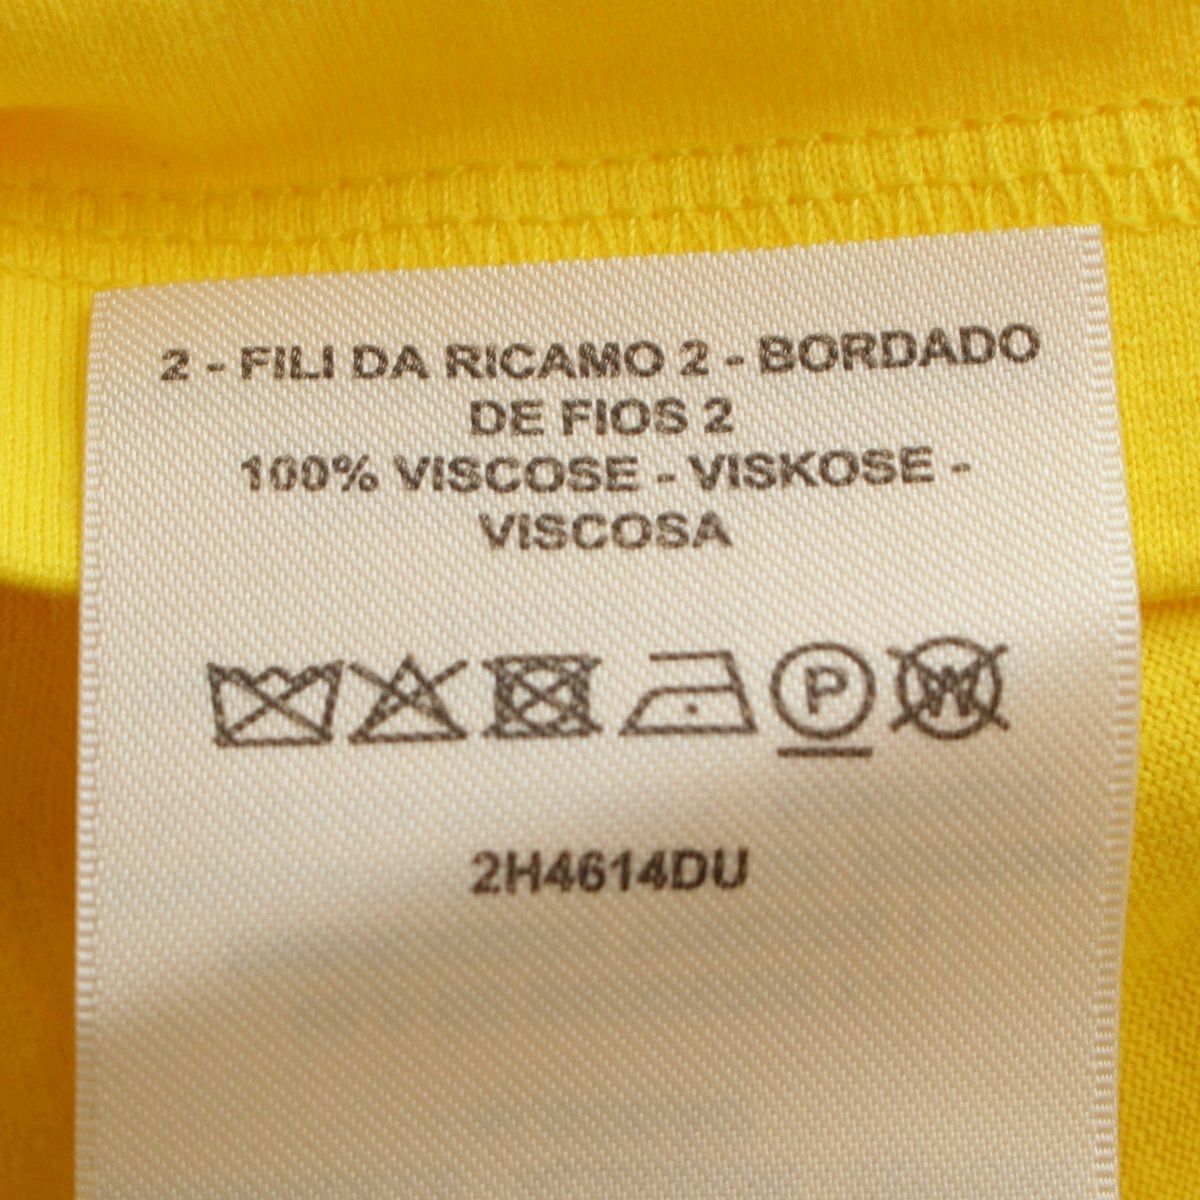 2 - FILI DA RICAMO 2 - BORDADO
DE FIOS 2
100% VISCOSE - VISKOSE -
VISCOSA
P W
2H4614DU